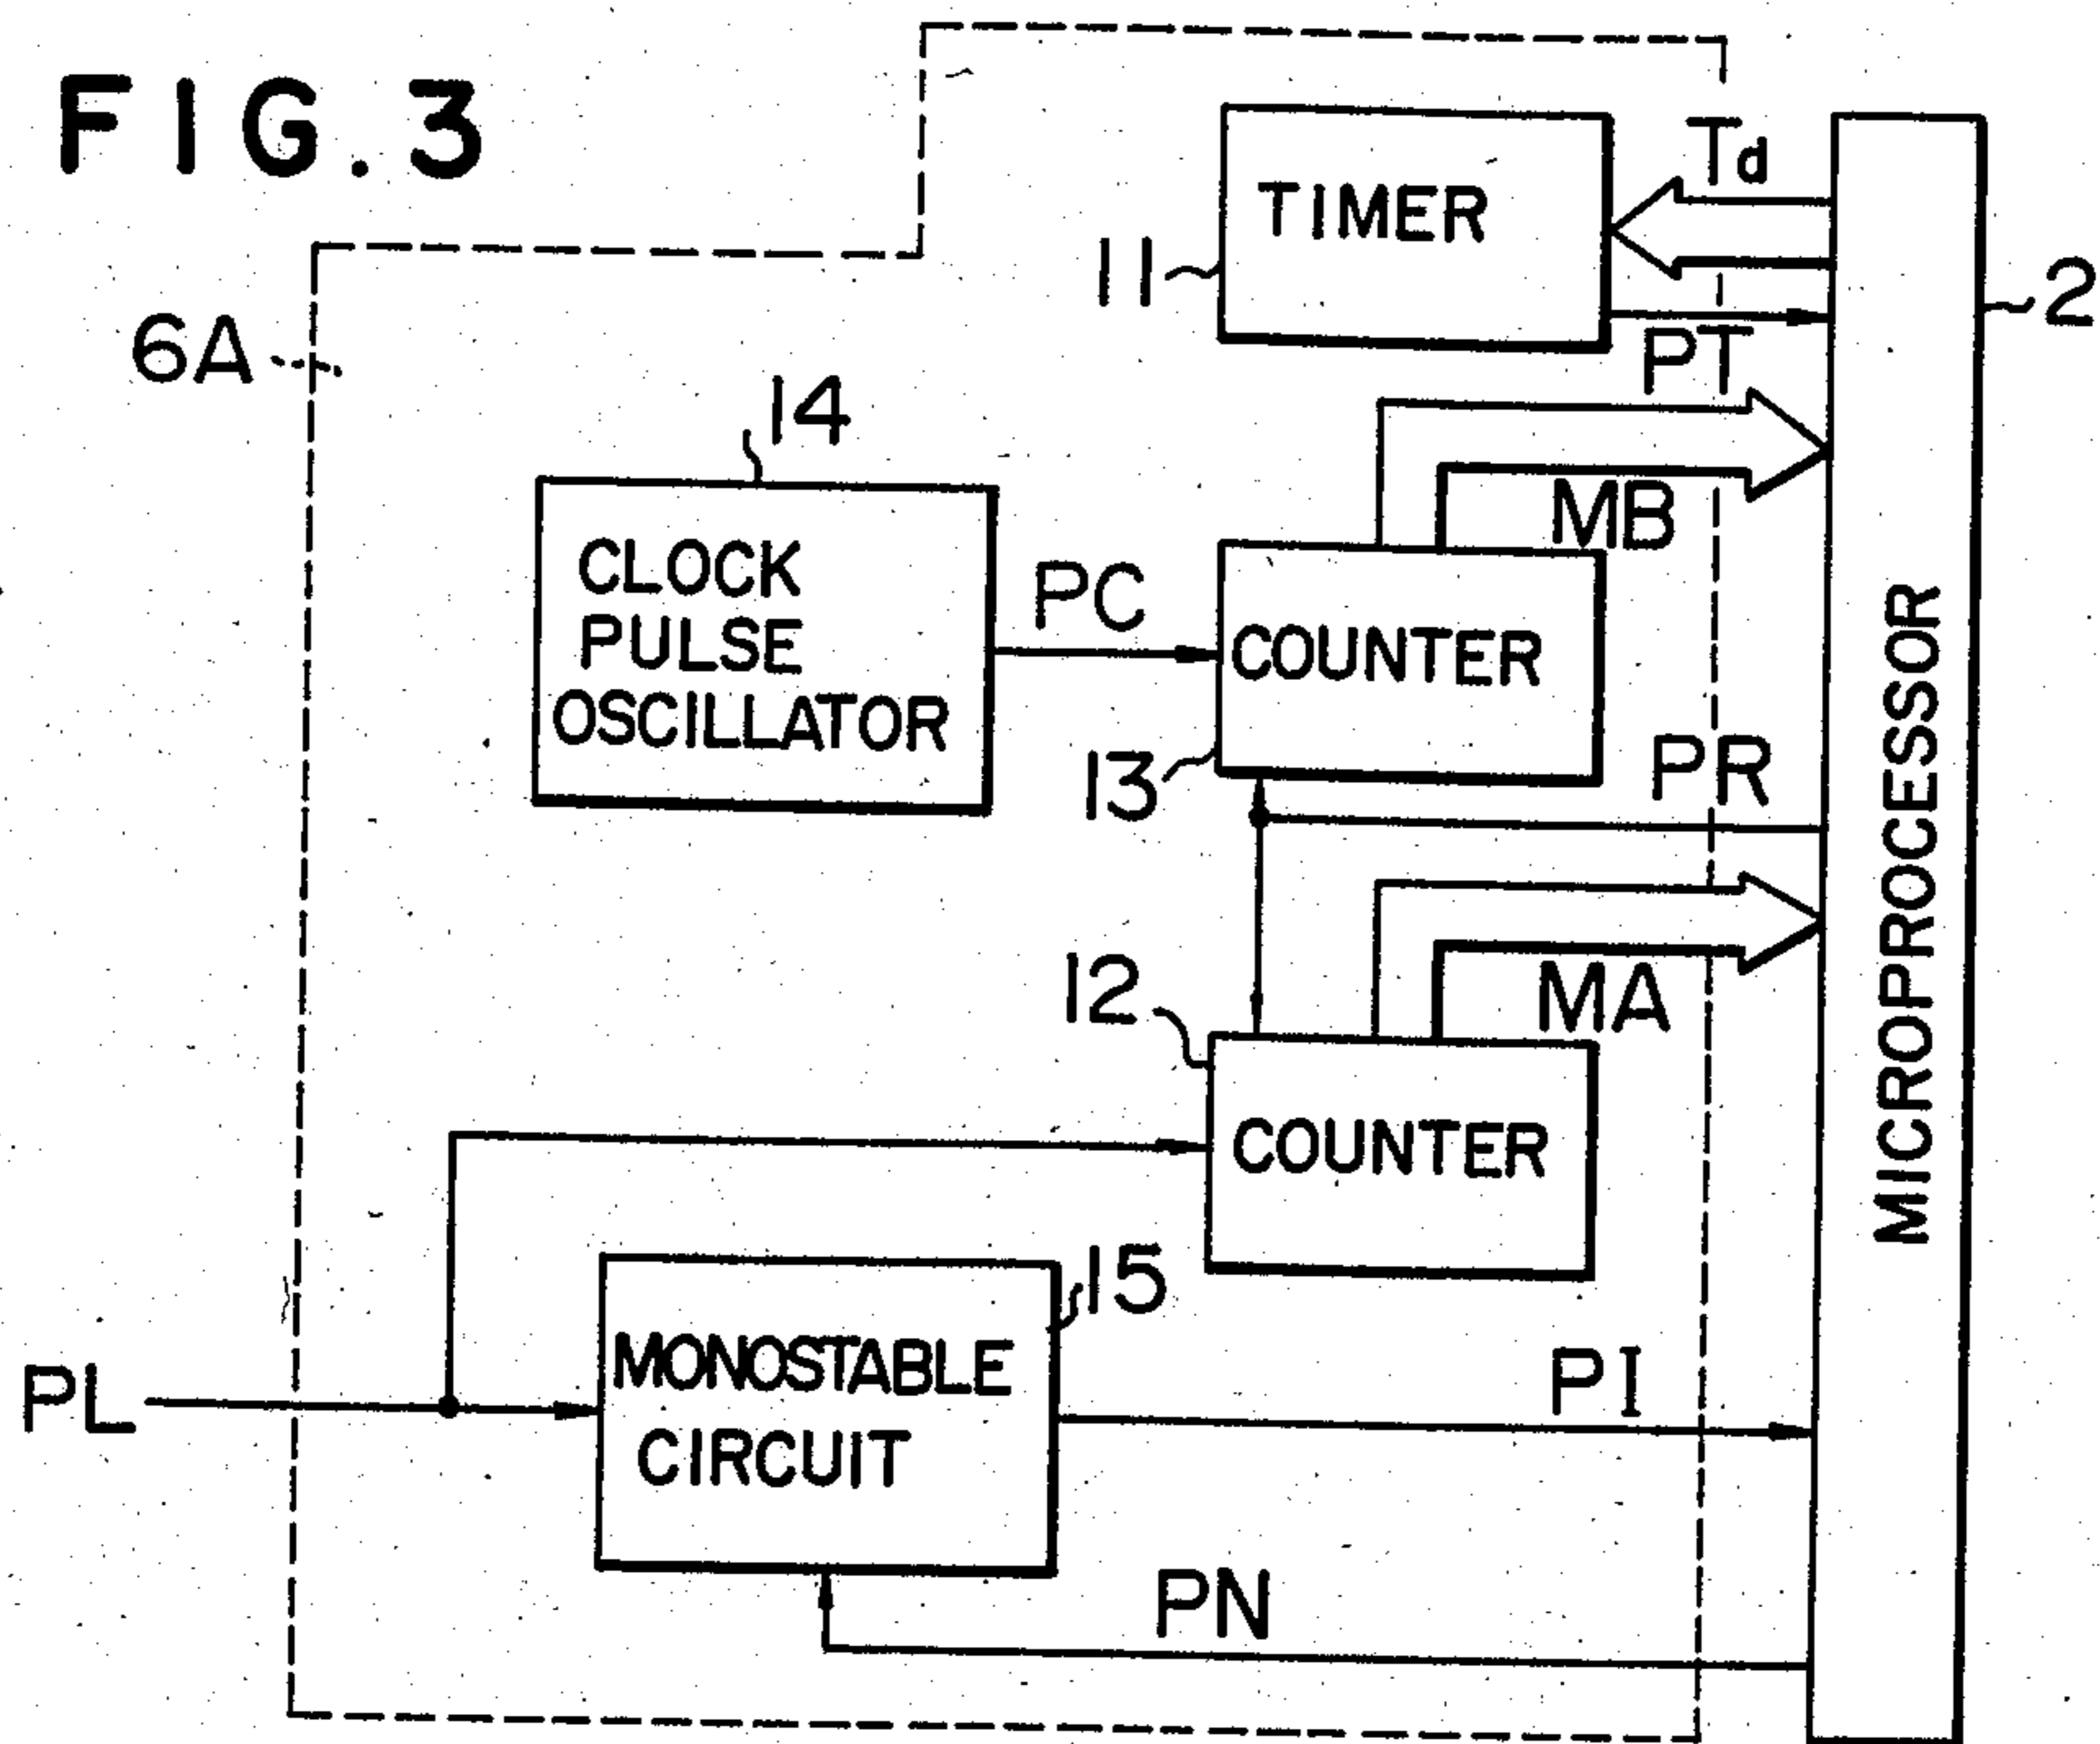 FIG.3
TIMER
Td
11
2
PT
6A
14
CLOCK
PULSE
OSCILLATOR
PC
MB
COUNTER
13
PR
MICROPROCESSOR
12
MA
COUNTER
15
MONOSTABLE
CIRCUIT
PL
PI
PN